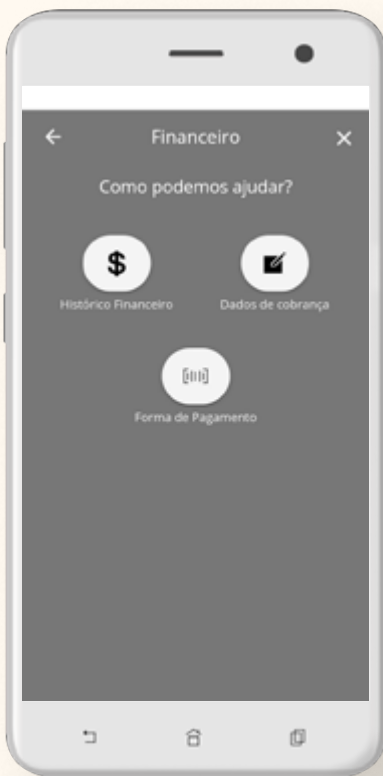 Financeiro
Como podemos ajudar?
Histórico Financeiro
Dados de cobrança
Forma de Pagamento